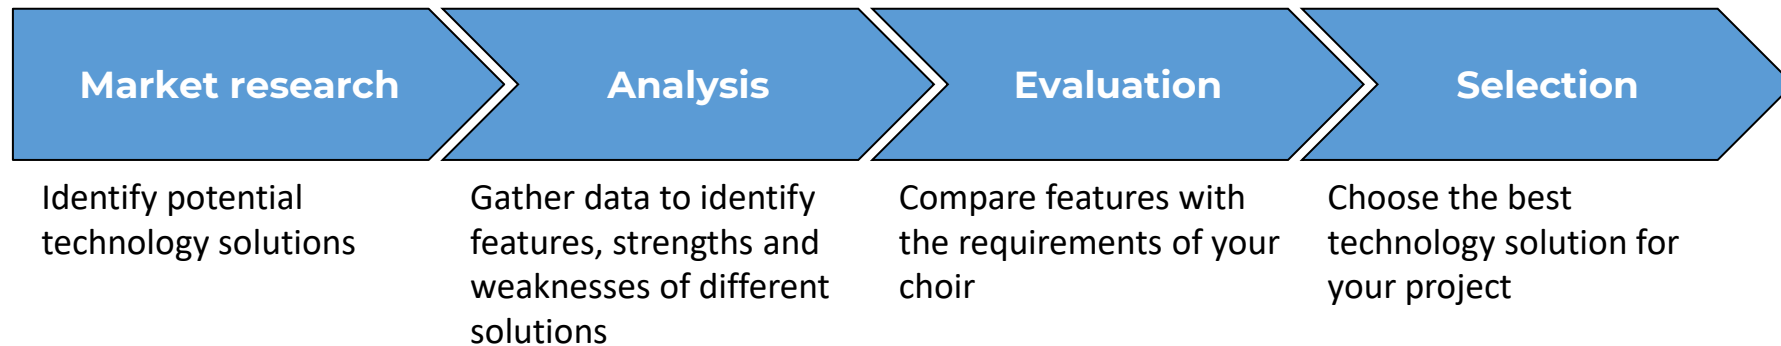 Market research
Analysis
Evaluation
Selection
Identify potential
technology solutions
Gather data to identify
features, strengths and
weaknesses of different
solutions
Compare features with
the requirements of your
choir
Choose the best
technology solution for
your project